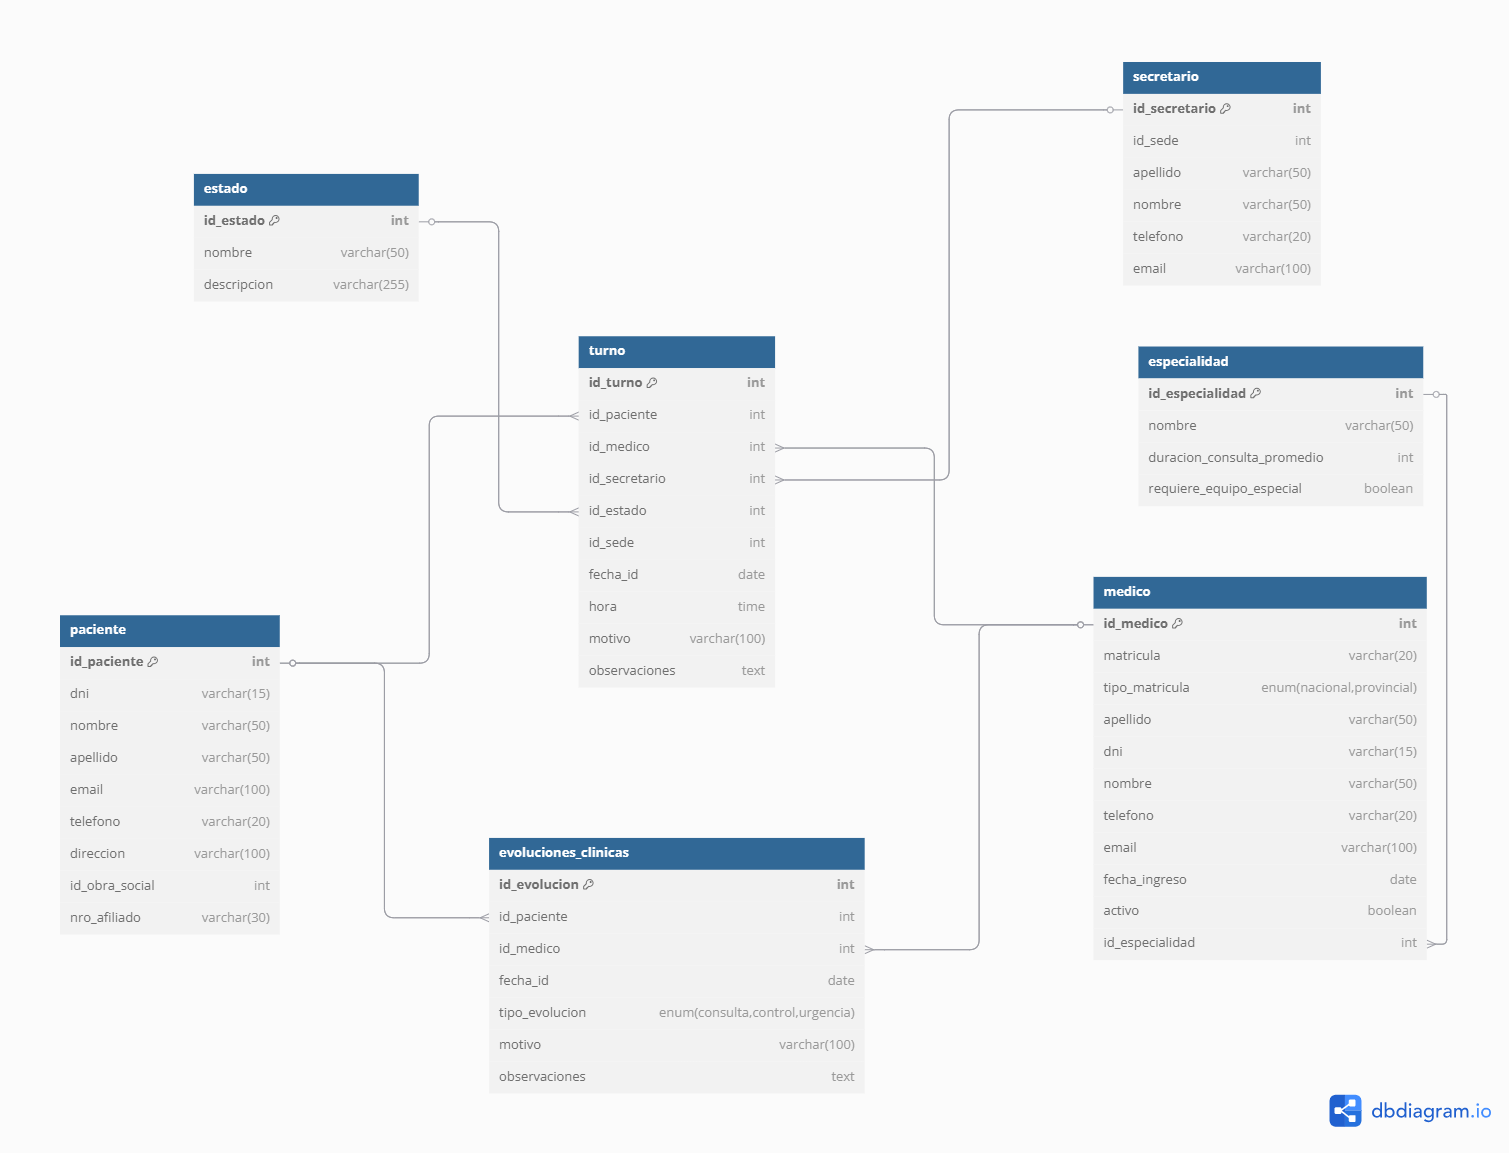 secretario
id_secretario int
id_sede int
apellido varchar(50)
nombre varchar(50)
telefono varchar(20)
email varchar(100)
estado
id_estado int
nombre varchar(50)
descripcion varchar(255)
turno
id_turno int
id_paciente int
id_medico int
id_secretario int
id_estado int
id_sede int
fecha_id date
hora time
motivo varchar(100)
observaciones text
especialidad
id_especialidad int
nombre varchar(50)
duracion_consulta_promedio int
requiere_equipo_especial boolean
medico
id_medico int
matricula varchar(20)
tipo_matricula enum(nacional,provincial)
apellido varchar(50)
dni varchar(15)
nombre varchar(50)
telefono varchar(20)
email varchar(100)
fecha_ingreso date
activo boolean
id_especialidad int
paciente
id_paciente int
dni varchar(15)
nombre varchar(50)
apellido varchar(50)
email varchar(100)
telefono varchar(20)
direccion varchar(100)
id_obra_social int
nro_afiliado varchar(30)
evoluciones_clinicas
id_evolucion int
id_paciente int
id_medico int
fecha_id date
tipo_evolucion enum(consulta,control,urgencia)
motivo varchar(100)
observaciones text
dbdiagram.io